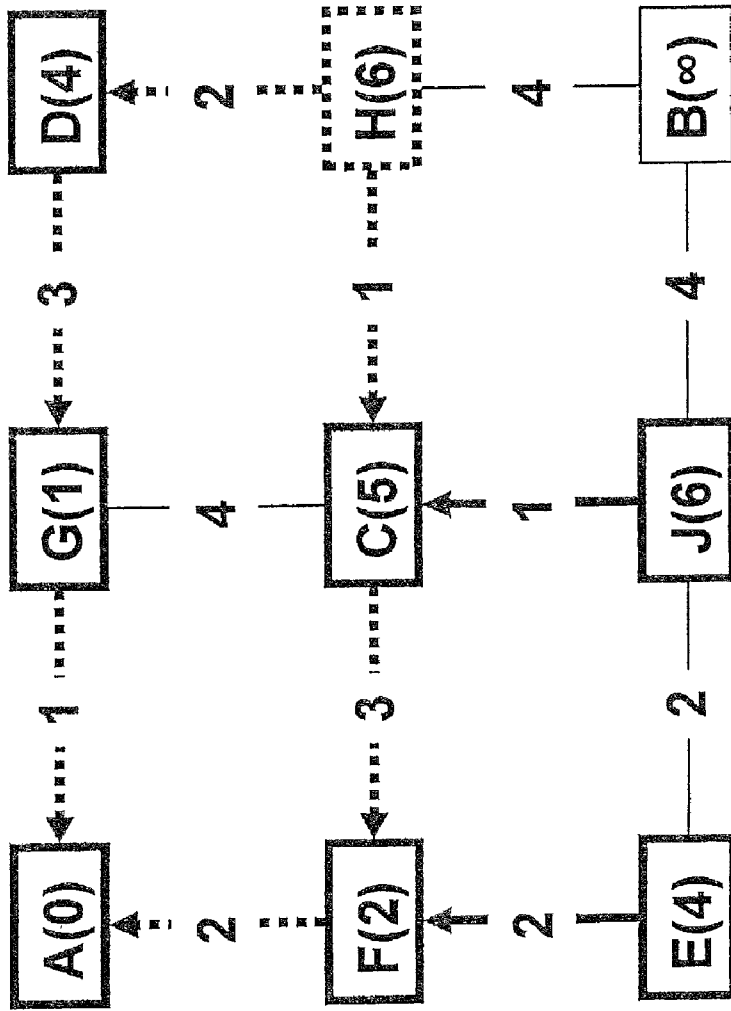 A(0) 1 G(1) 3 D(4)
2 4 2
F(2) 3 C(5) 1 H(6)
2 1 4
E(4) 2 J(6) 4 B(∞)